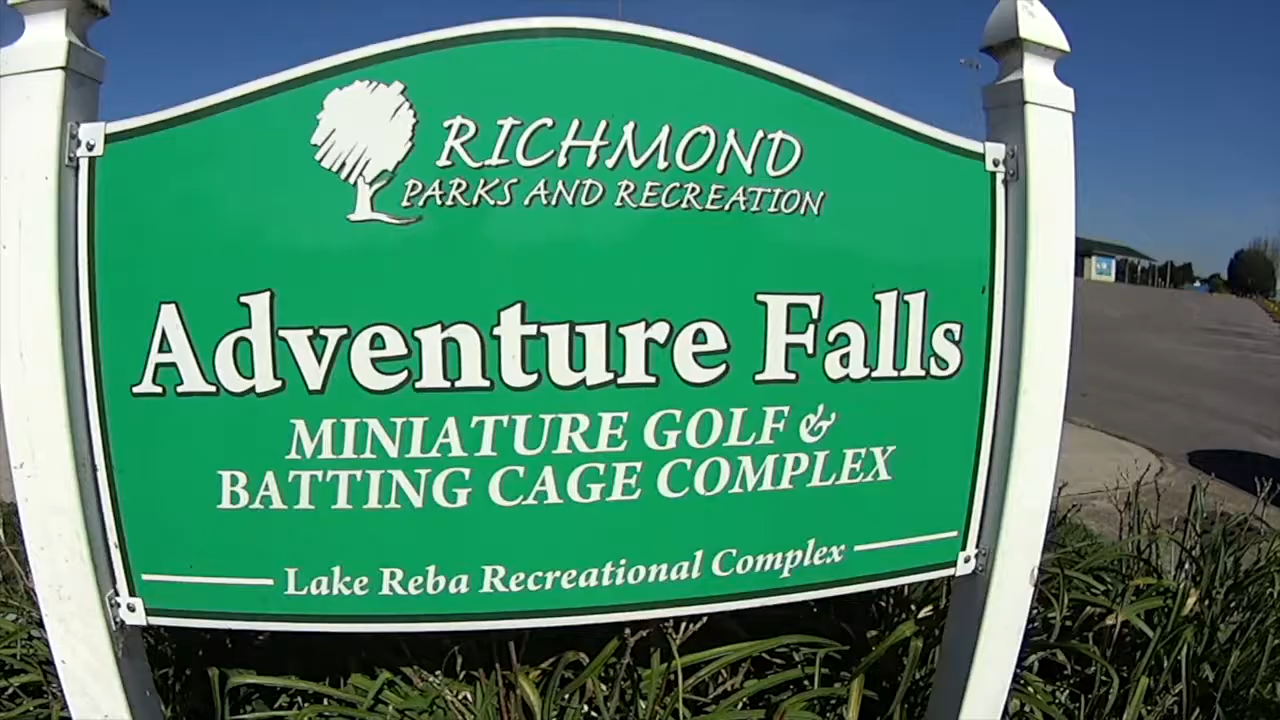 RICHMOND
PARKS AND RECREATION
Adventure Falls
MINIATURE GOLF &
BATTING CAGE COMPLEX
Lake Reba Recreational Complex